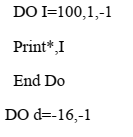 DO I=100,1,-1
Print*,I
End Do
DO d=-16,-1